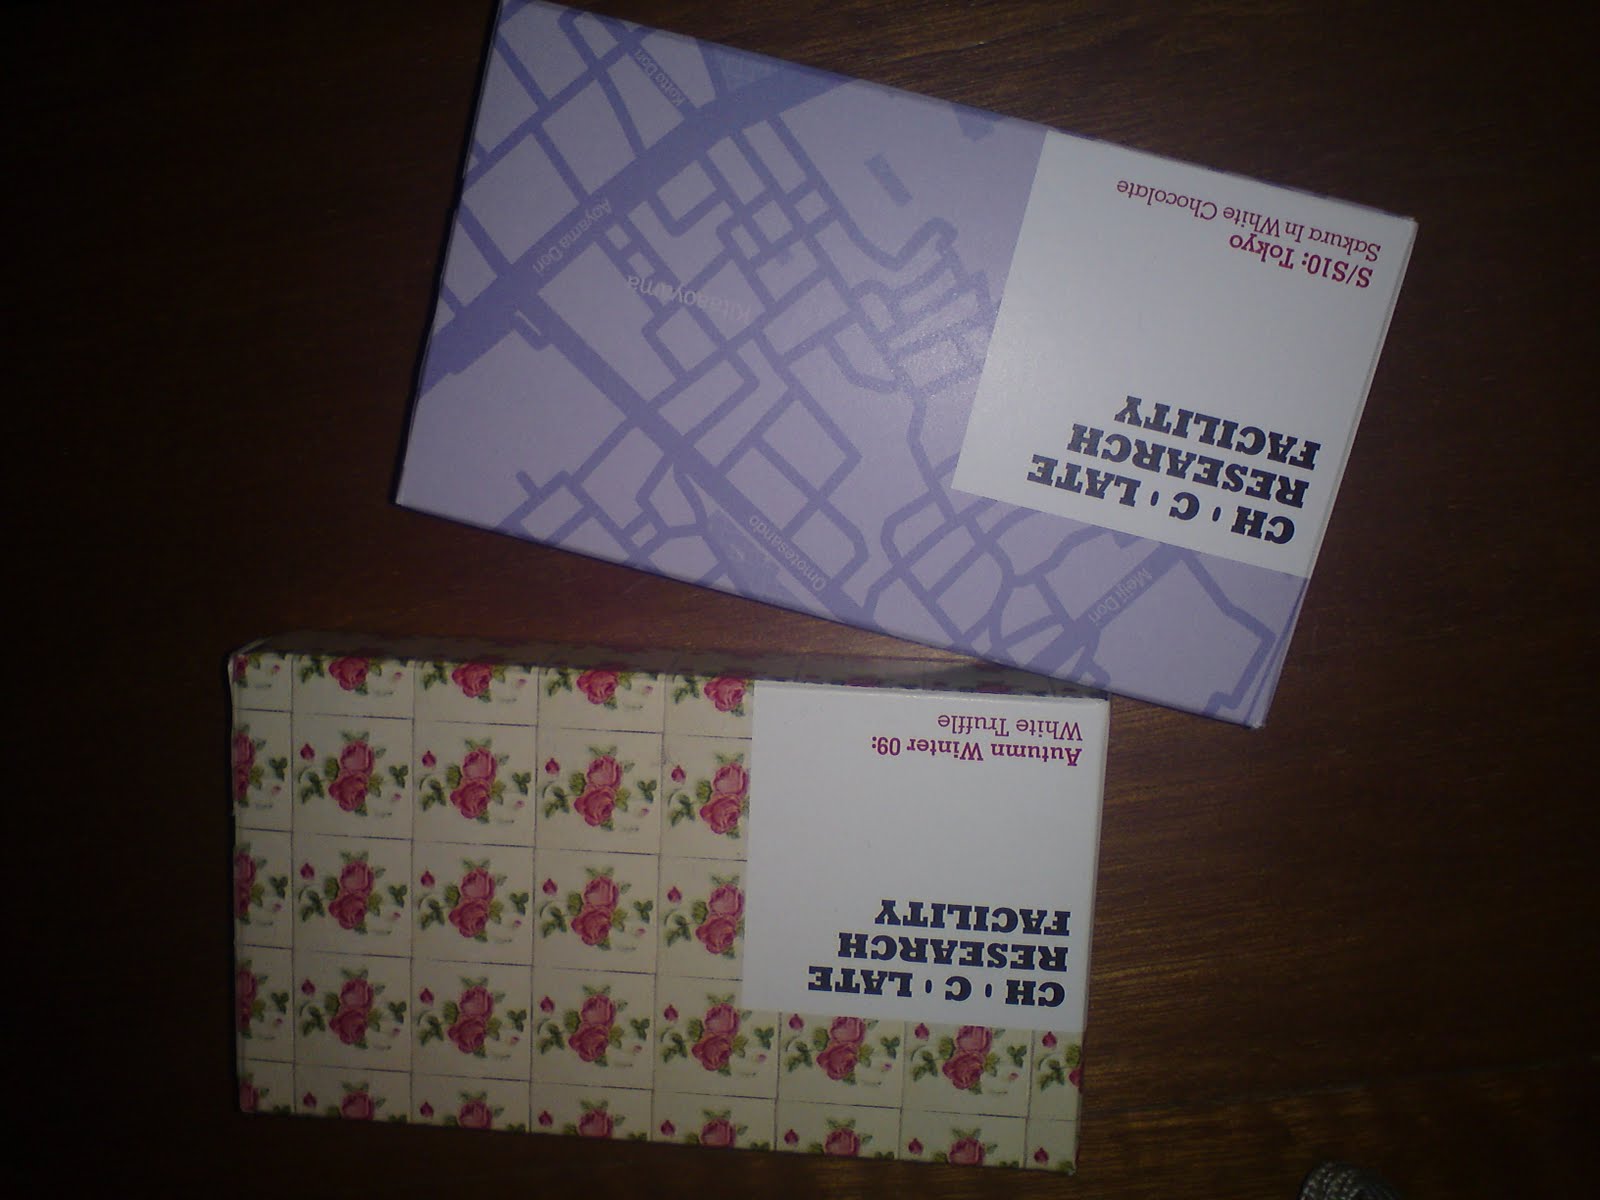 CH•C•LATE
RESEARCH
FACILITY
S/S10: Tokyo
Sakura In White Chocolate
Meiji Dori
Omotesando
Kitaaoyama
Aoyama Dori
Kotto Dori
CH•C•LATE
RESEARCH
FACILITY
Autumn Winter 09:
White Truffle